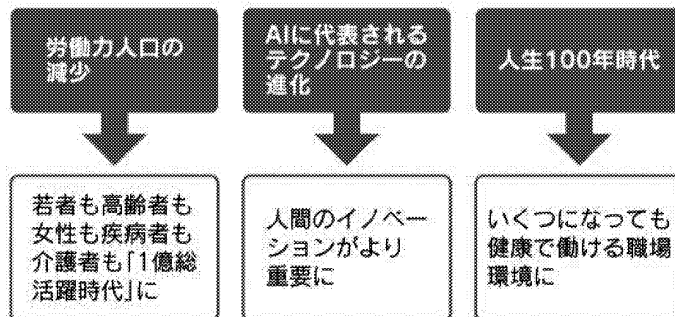 労働力人口の
減少
AIに代表される
テクノロジーの
進化
人生100年時代
若者も高齢者も
女性も疾病者も
介護者も「1億総
活躍時代」に
人間のイノベー
ションがより
重要に
いくつになっても
健康で働ける職場
環境に